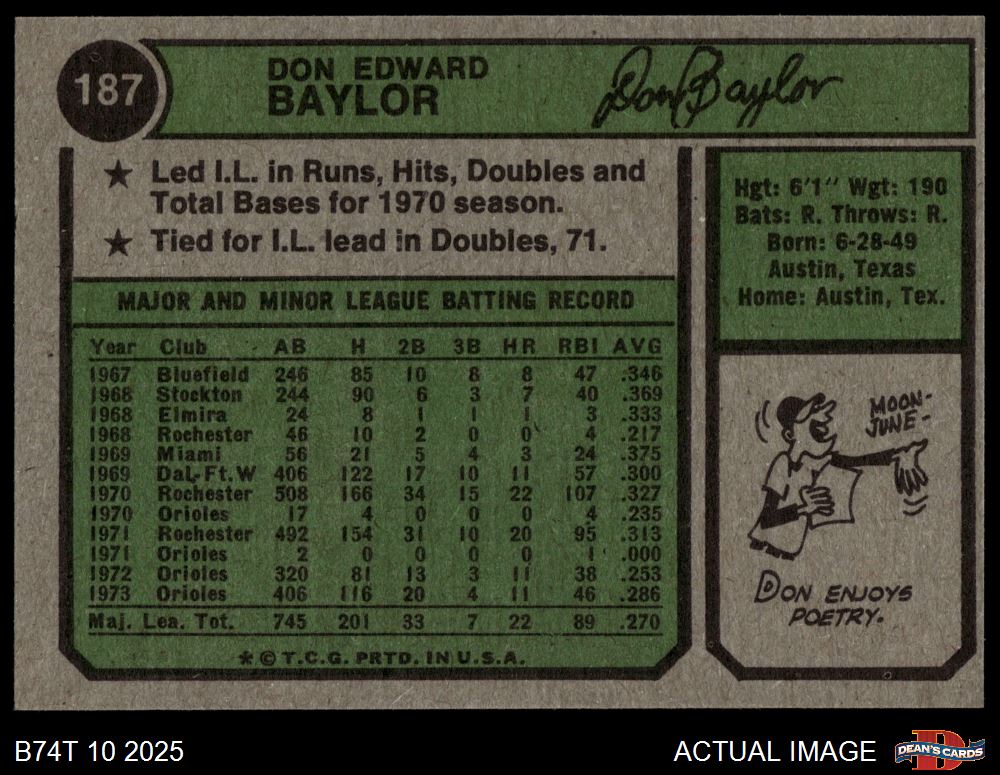 187
DON EDWARD
BAYLOR
Don Baylor
★ Led I.L. in Runs, Hits, Doubles and
Total Bases for 1970 season.
★ Tied for I.L. lead in Doubles, 71.
Hgt: 6'1" Wgt: 190
Bats: R. Throws: R.
Born: 6-28-49
Austin, Texas
Home: Austin, Tex.
MAJOR AND MINOR LEAGUE BATTING RECORD
Year Club AB H 2B 3B HR RBI AVG
1967 Bluefield 246 85 10 8 8 47 .346
1968 Stockton 244 90 6 3 7 40 .369
1968 Elmira 24 8 1 1 1 3 .333
1968 Rochester 46 10 2 0 0 4 .217
1969 Miami 56 21 5 4 3 24 .375
1969 Dal.-Ft.W 406 122 17 10 11 57 .300
1970 Rochester 508 166 34 15 22 107 .327
1970 Orioles 17 4 0 0 0 4 .235
1971 Rochester 492 154 31 10 20 95 .313
1971 Orioles 2 0 0 0 0 1 .000
1972 Orioles 320 81 13 3 11 38 .253
1973 Orioles 406 116 20 4 11 46 .286
Maj. Lea. Tot. 745 201 33 7 22 89 .270
* © T.C.G. PRTD. IN U.S.A.
MOON-
JUNE-
DON ENJOYS
POETRY.
B74T 10 2025
ACTUAL IMAGE
D
DEAN'S CARDS